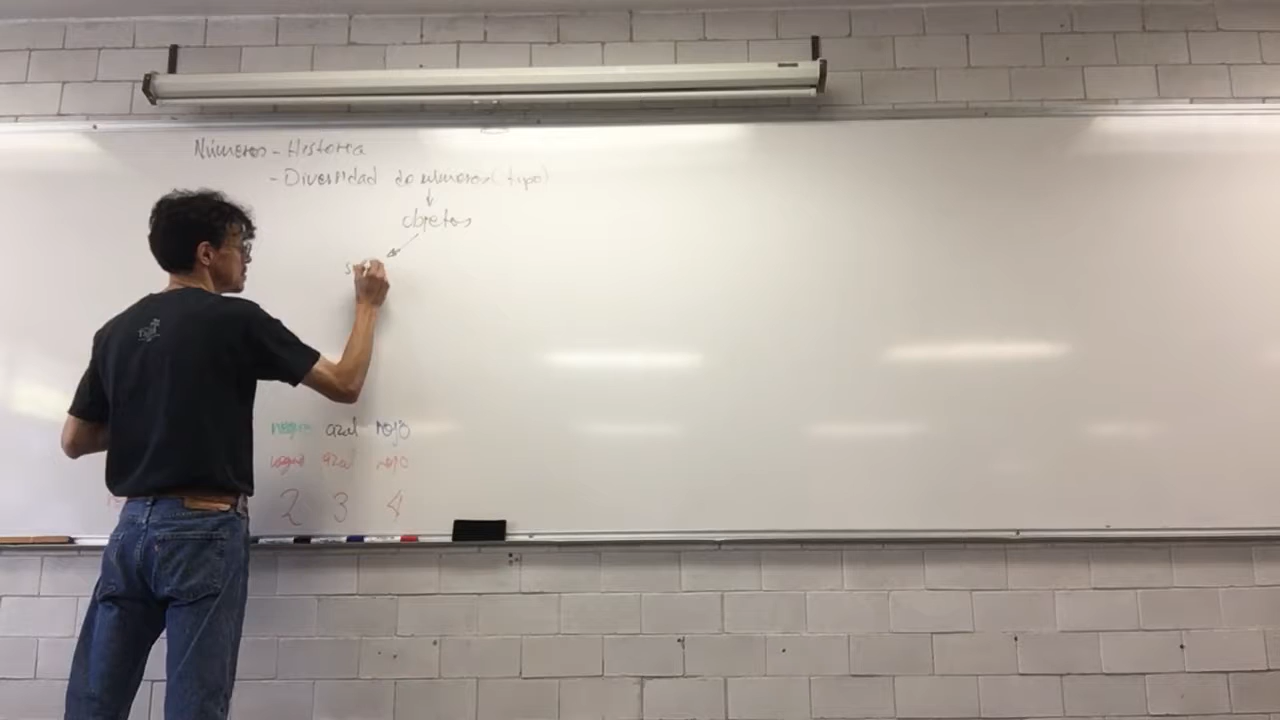 Números - Historia
- Diversidad de números (tipo)
objetos
s
negro azul rojo
negro azul rojo
2 3 4